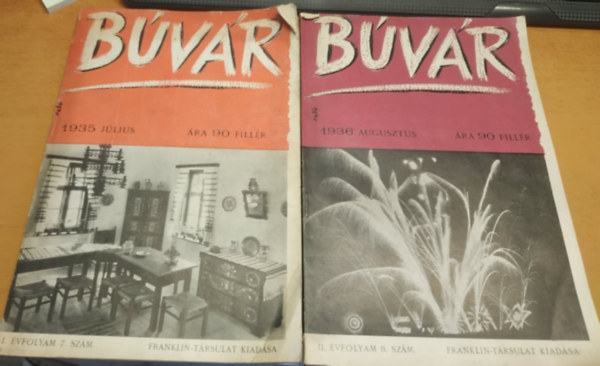 BÚVÁR
1935 JÚLIUS ÁRA 90 FILLÉR
I. ÉVFOLYAM 7. SZÁM. FRANKLIN-TÁRSULAT KIADÁSA
BÚVÁR
1936 AUGUSZTUS ÁRA 90 FILLÉR
II. ÉVFOLYAM 8. SZÁM. FRANKLIN-TÁRSULAT KIADÁSA